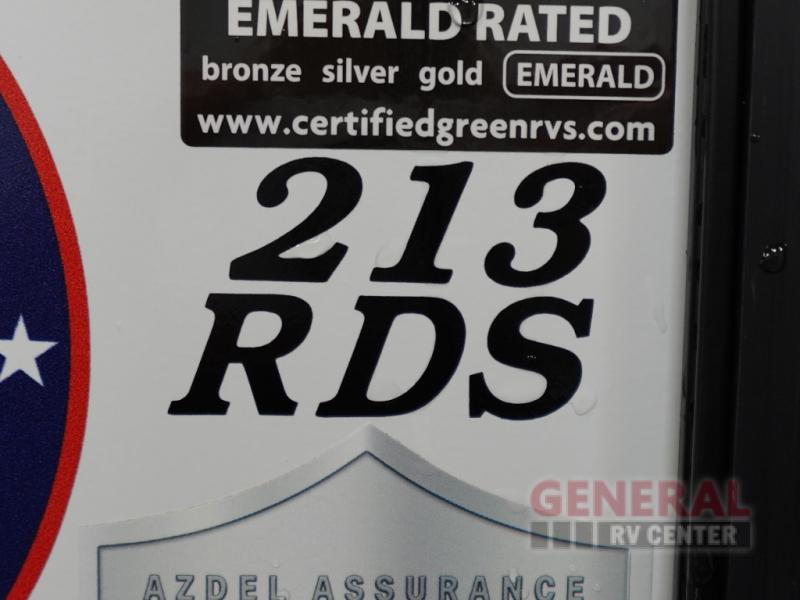 EMERALD RATED
bronze silver gold EMERALD
www.certifiedgreenrvs.com
213
RDS
AZDEL ASSURANCE
GENERAL
RV CENTER